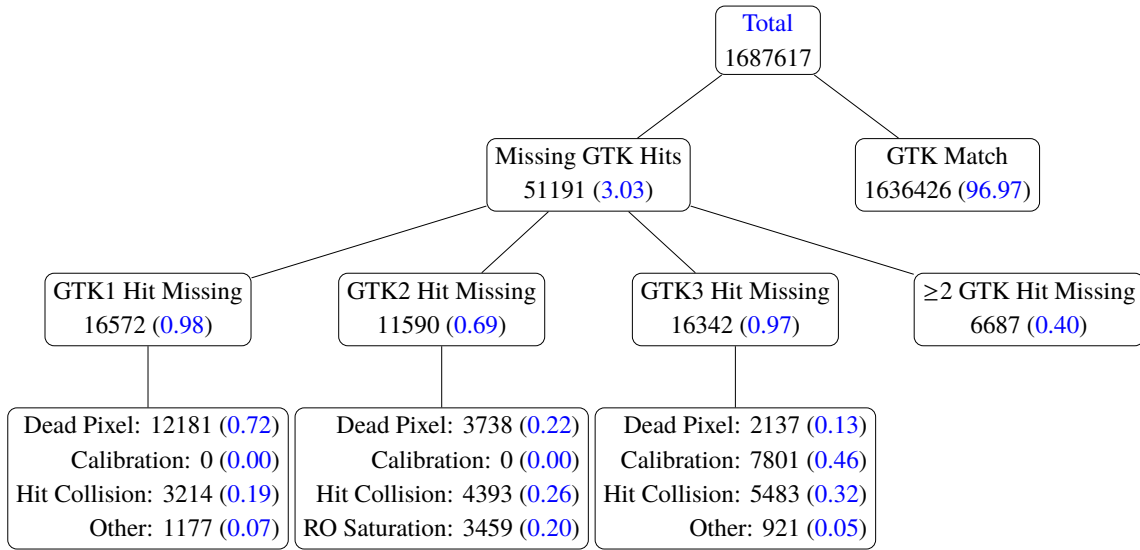 Total
1687617
Missing GTK Hits
51191 (3.03)
GTK Match
1636426 (96.97)
GTK1 Hit Missing
16572 (0.98)
GTK2 Hit Missing
11590 (0.69)
GTK3 Hit Missing
16342 (0.97)
≥2 GTK Hit Missing
6687 (0.40)
Dead Pixel: 12181 (0.72)
Calibration: 0 (0.00)
Hit Collision: 3214 (0.19)
Other: 1177 (0.07)
Dead Pixel: 3738 (0.22)
Calibration: 0 (0.00)
Hit Collision: 4393 (0.26)
RO Saturation: 3459 (0.20)
Dead Pixel: 2137 (0.13)
Calibration: 7801 (0.46)
Hit Collision: 5483 (0.32)
Other: 921 (0.05)